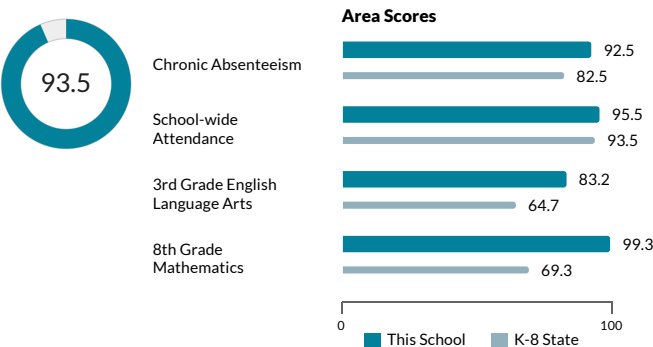 93.5
Area Scores
Chronic Absenteeism
92.5
82.5
School-wide
Attendance
95.5
93.5
3rd Grade English
Language Arts
83.2
64.7
8th Grade
Mathematics
99.3
69.3
0
100
This School
K-8 State